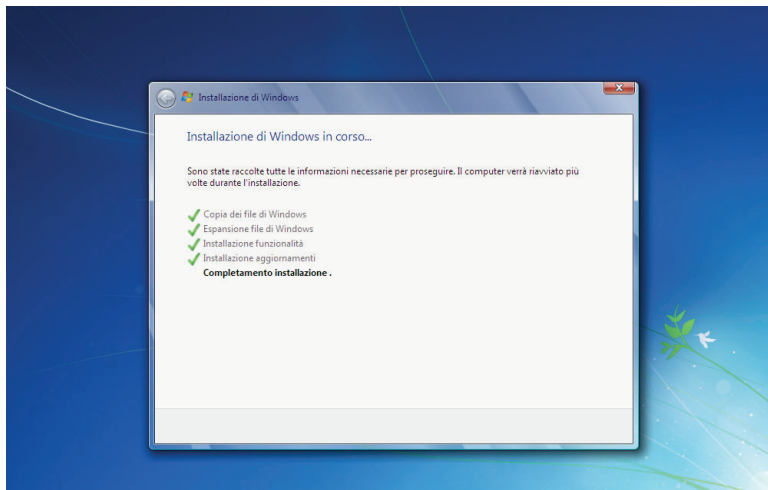 Installazione di Windows
Installazione di Windows in corso...
Sono state raccolte tutte le informazioni necessarie per proseguire. Il computer verrà riavviato più
volte durante l'installazione.
Copia dei file di Windows
Espansione file di Windows
Installazione funzionalità
Installazione aggiornamenti
Completamento installazione .